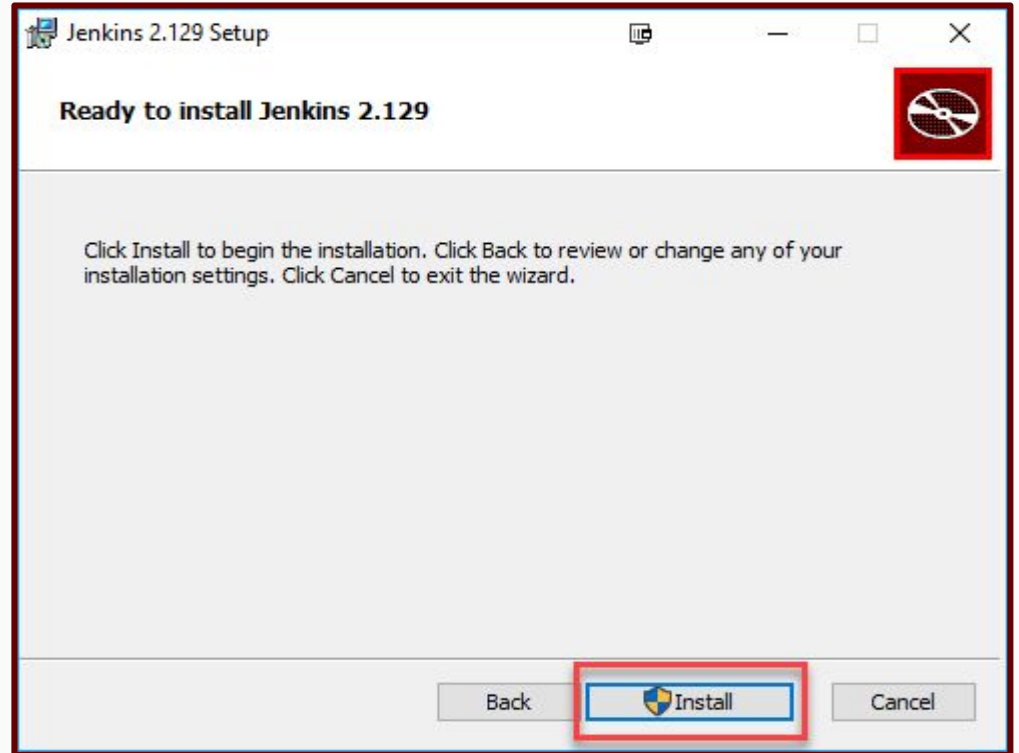 Jenkins 2.129 Setup
Ready to install Jenkins 2.129
Click Install to begin the installation. Click Back to review or change any of your
installation settings. Click Cancel to exit the wizard.
Back
Install
Cancel